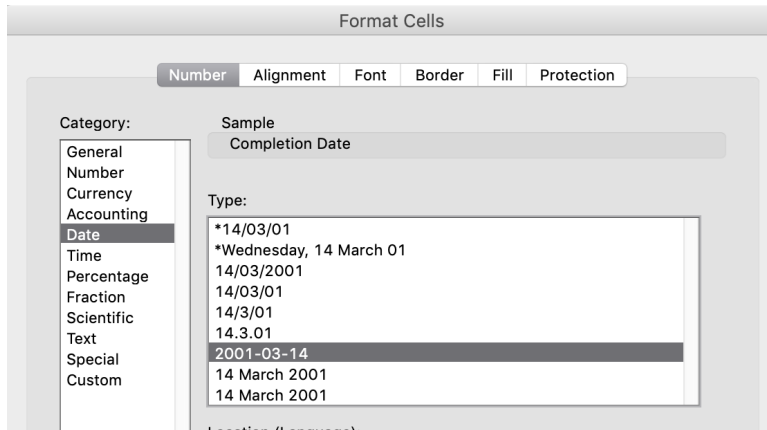 Format Cells
Number Alignment Font Border Fill Protection
Category:
General
Number
Currency
Accounting
Date
Time
Percentage
Fraction
Scientific
Text
Special
Custom
Sample
Completion Date
Type:
*14/03/01
*Wednesday, 14 March 01
14/03/2001
14/03/01
14/3/01
14.3.01
2001-03-14
14 March 2001
14 March 2001
Location (Language)